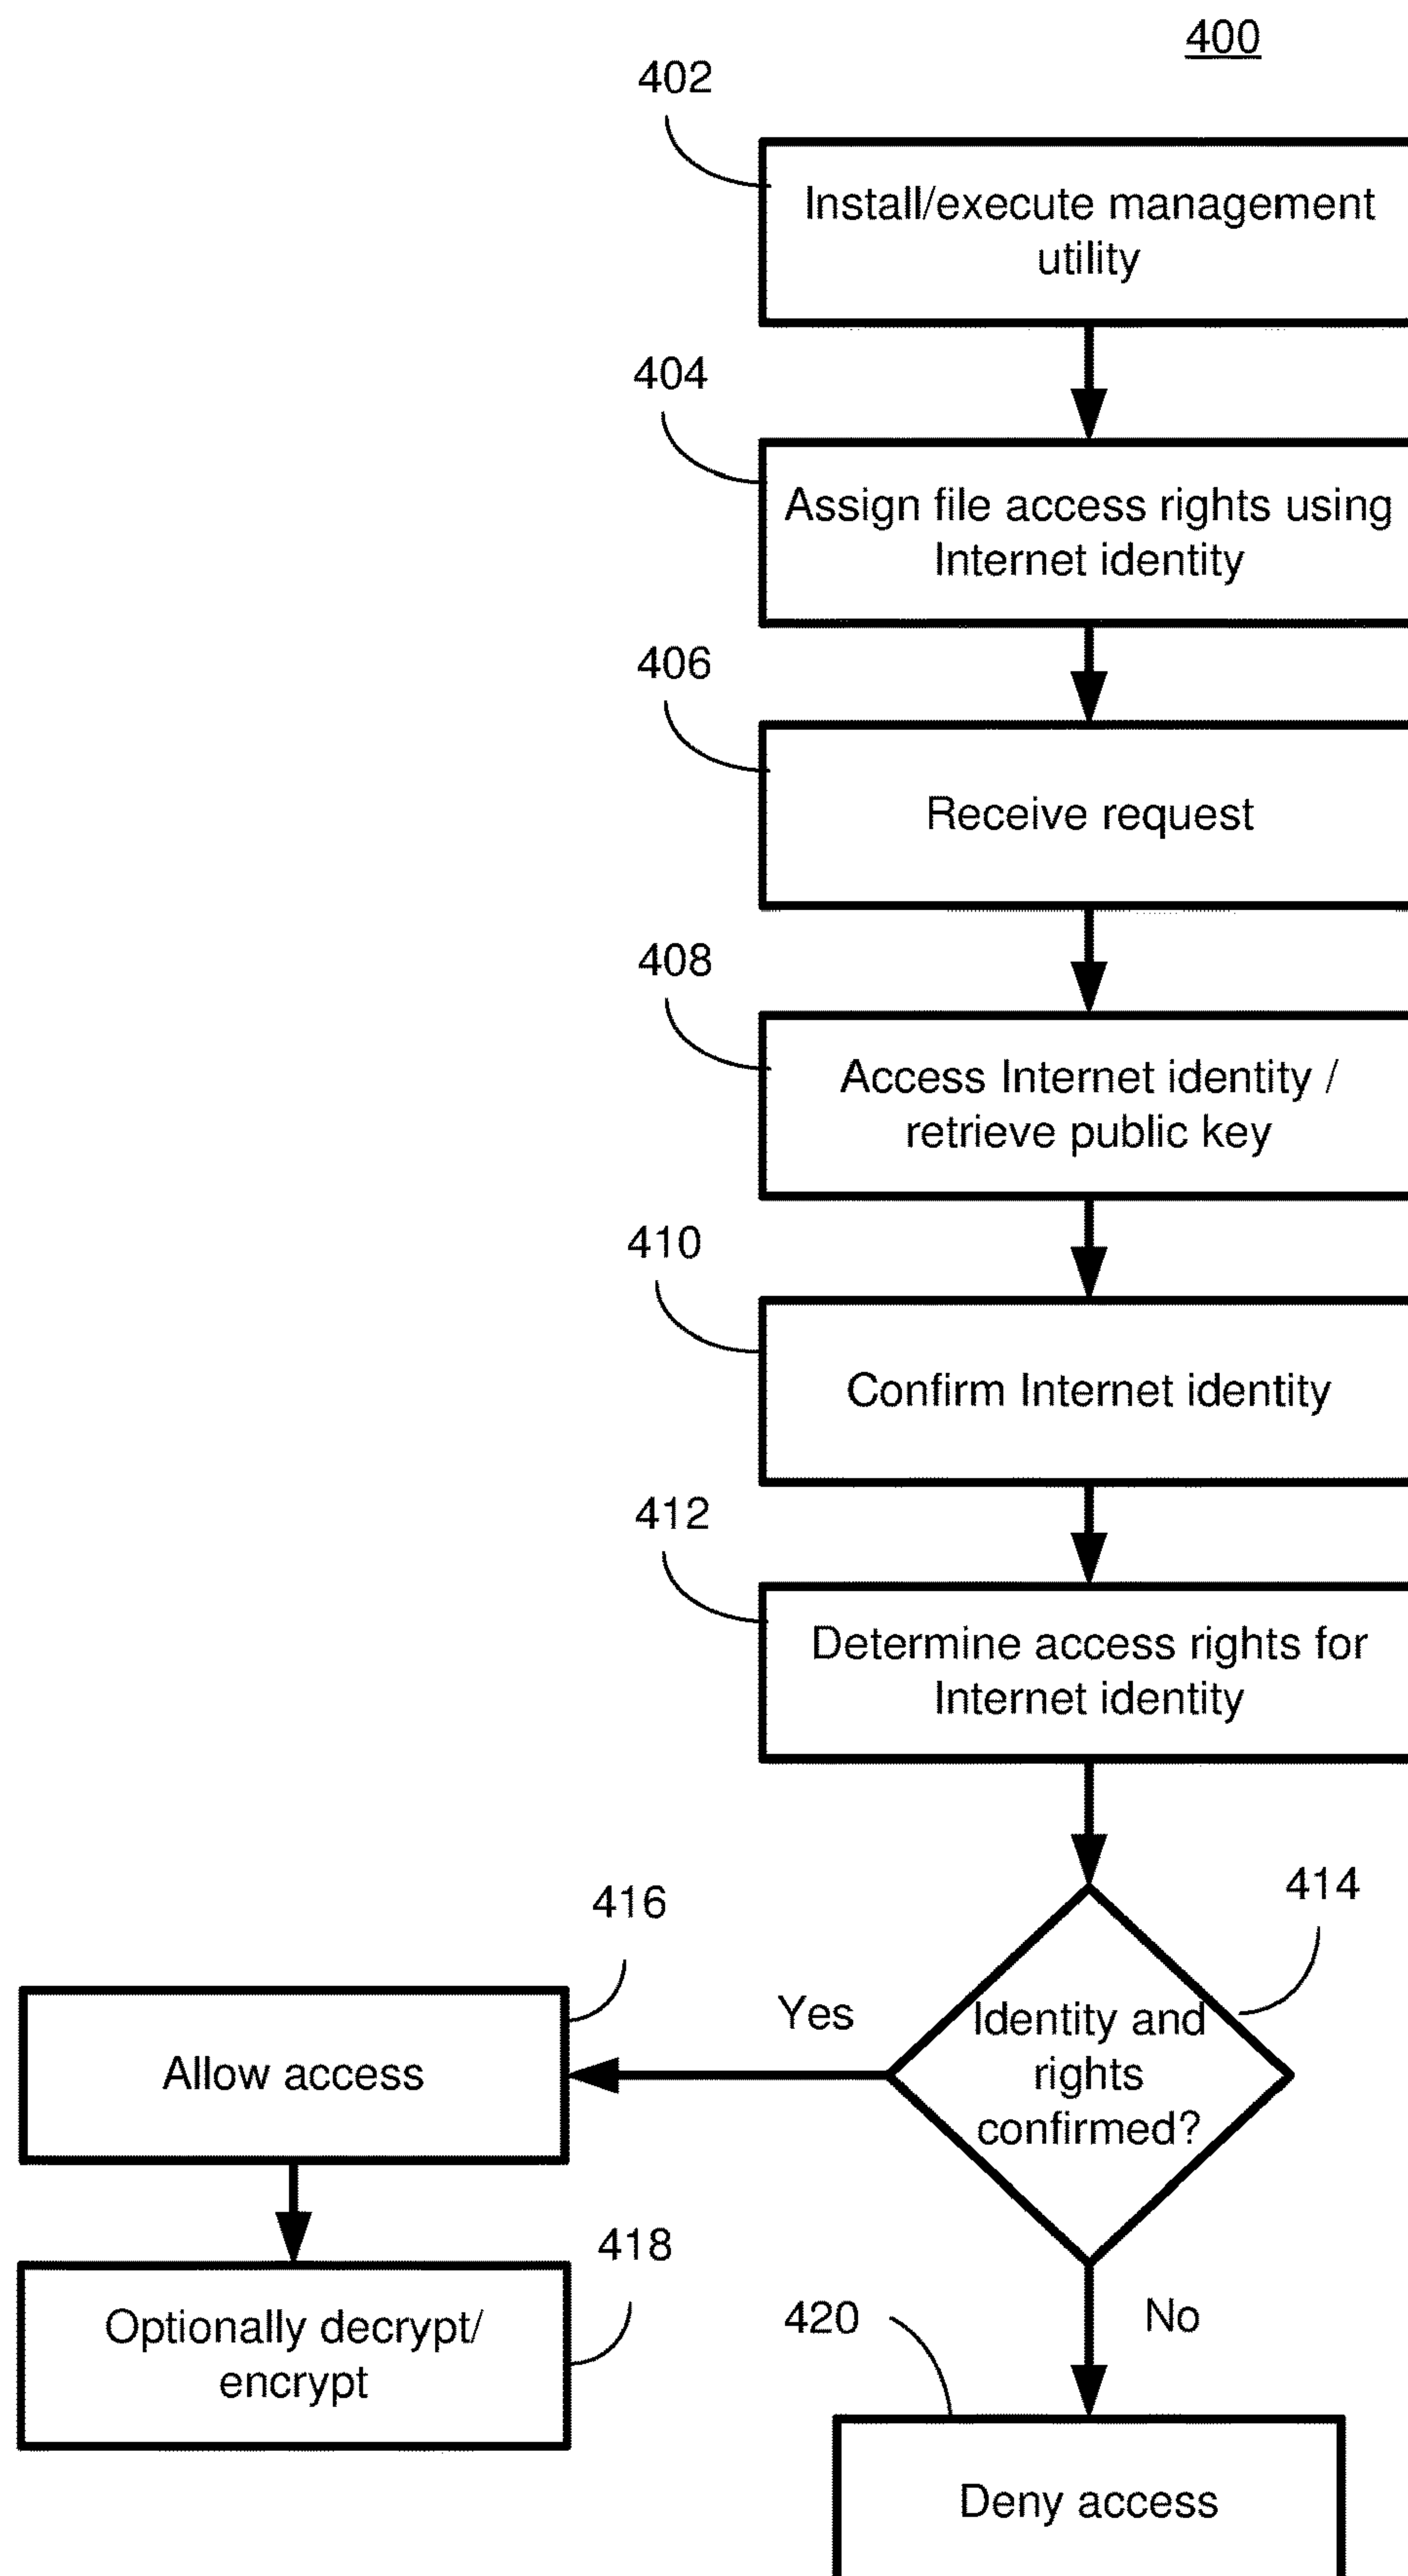 400
402
Install/execute management
utility
404
Assign file access rights using
Internet identity
406
Receive request
408
Access Internet identity /
retrieve public key
410
Confirm Internet identity
412
Determine access rights for
Internet identity
414
Identity and
rights
confirmed?
Yes
416
Allow access
418
Optionally decrypt/
encrypt
No
420
Deny access